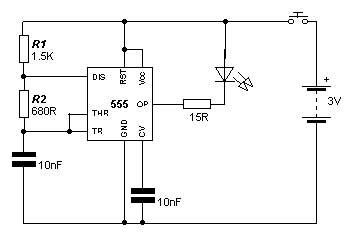 R1
1.5K
R2
680R
DIS
RST
Vcc
555
OP
THR
TR
GND
CV
15R
+
3V
10nF
10nF